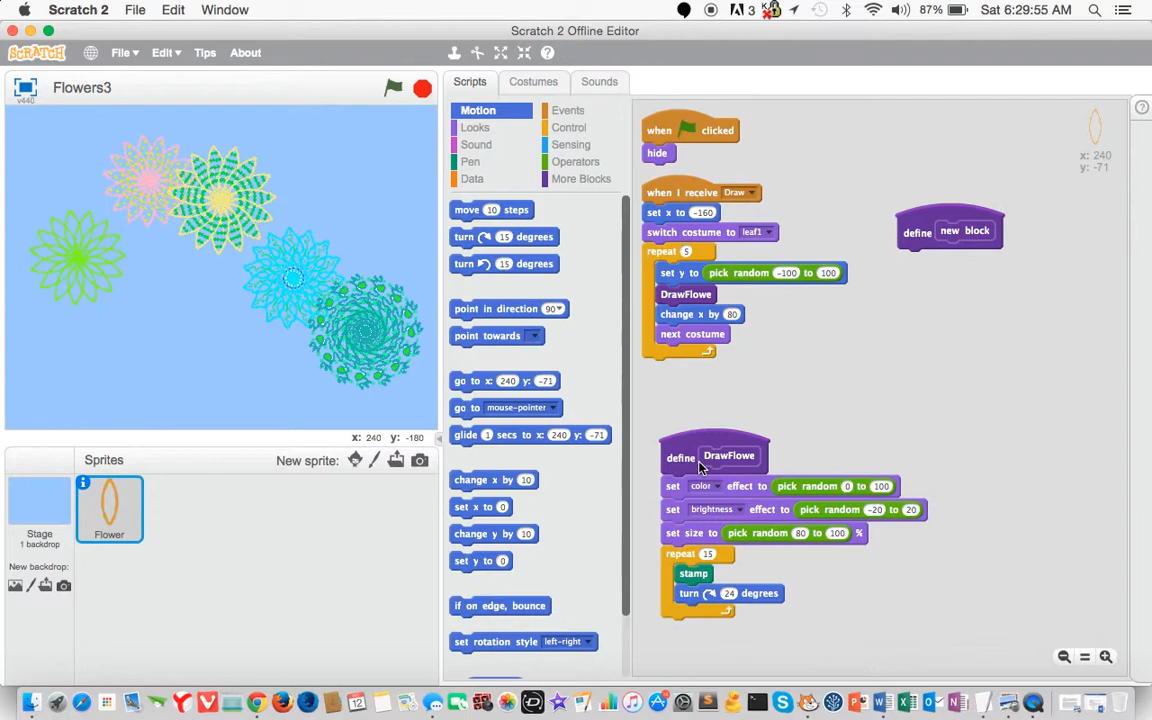 Scratch 2 File Edit Window 3 87% Sat 6:29:55 AM
Scratch 2 Offline Editor
SCRATCH File Edit Tips About
Flowers3
v440
Scripts Costumes Sounds
Motion Events
Looks Control
Sound Sensing
Pen Operators
Data More Blocks
move 10 steps
turn 15 degrees
turn 15 degrees
point in direction 90
point towards
go to x: 240 y: -71
go to mouse-pointer
glide 1 secs to x: 240 y: -71
change x by 10
set x to 0
change y by 10
set y to 0
if on edge, bounce
set rotation style left-right
when clicked
hide
when I receive Draw
set x to -160
switch costume to leaf1
repeat 5
set y to pick random -100 to 100
DrawFlowe
change x by 80
next costume
define new block
x: 240
y: -71
define DrawFlowe
set color effect to pick random 0 to 100
set brightness effect to pick random -20 to 20
set size to pick random 80 to 100 %
repeat 15
stamp
turn 24 degrees
x: 240 y: -180
Sprites New sprite:
Stage
1 backdrop
New backdrop:
Flower